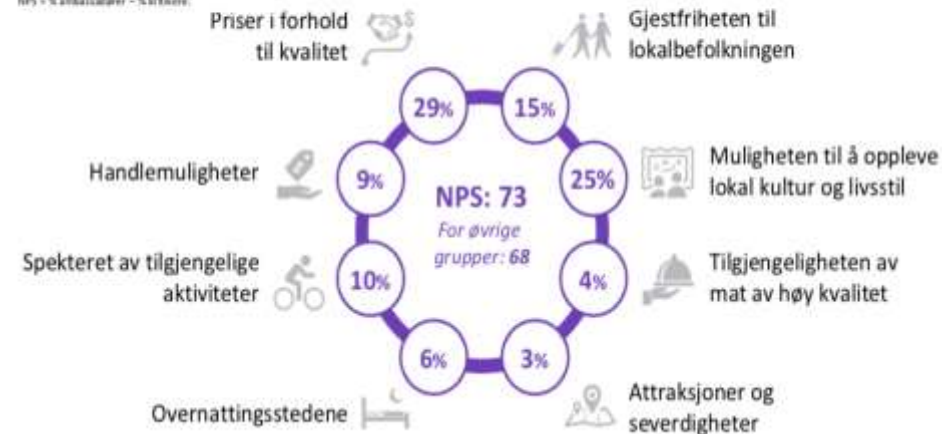 Priser i forhold
til kvalitet
Gjestfriheten til
lokalbefolkningen
29%
15%
Handlemuligheter
9%
25%
Muligheten til å oppleve
lokal kultur og livsstil
NPS: 73
For øvrige
grupper: 68
Spekteret av tilgjengelige
aktiviteter
10%
4%
Tilgjengeligheten av
mat av høy kvalitet
6%
3%
Overnattingsstedene
Attraksjoner og
severdigheter